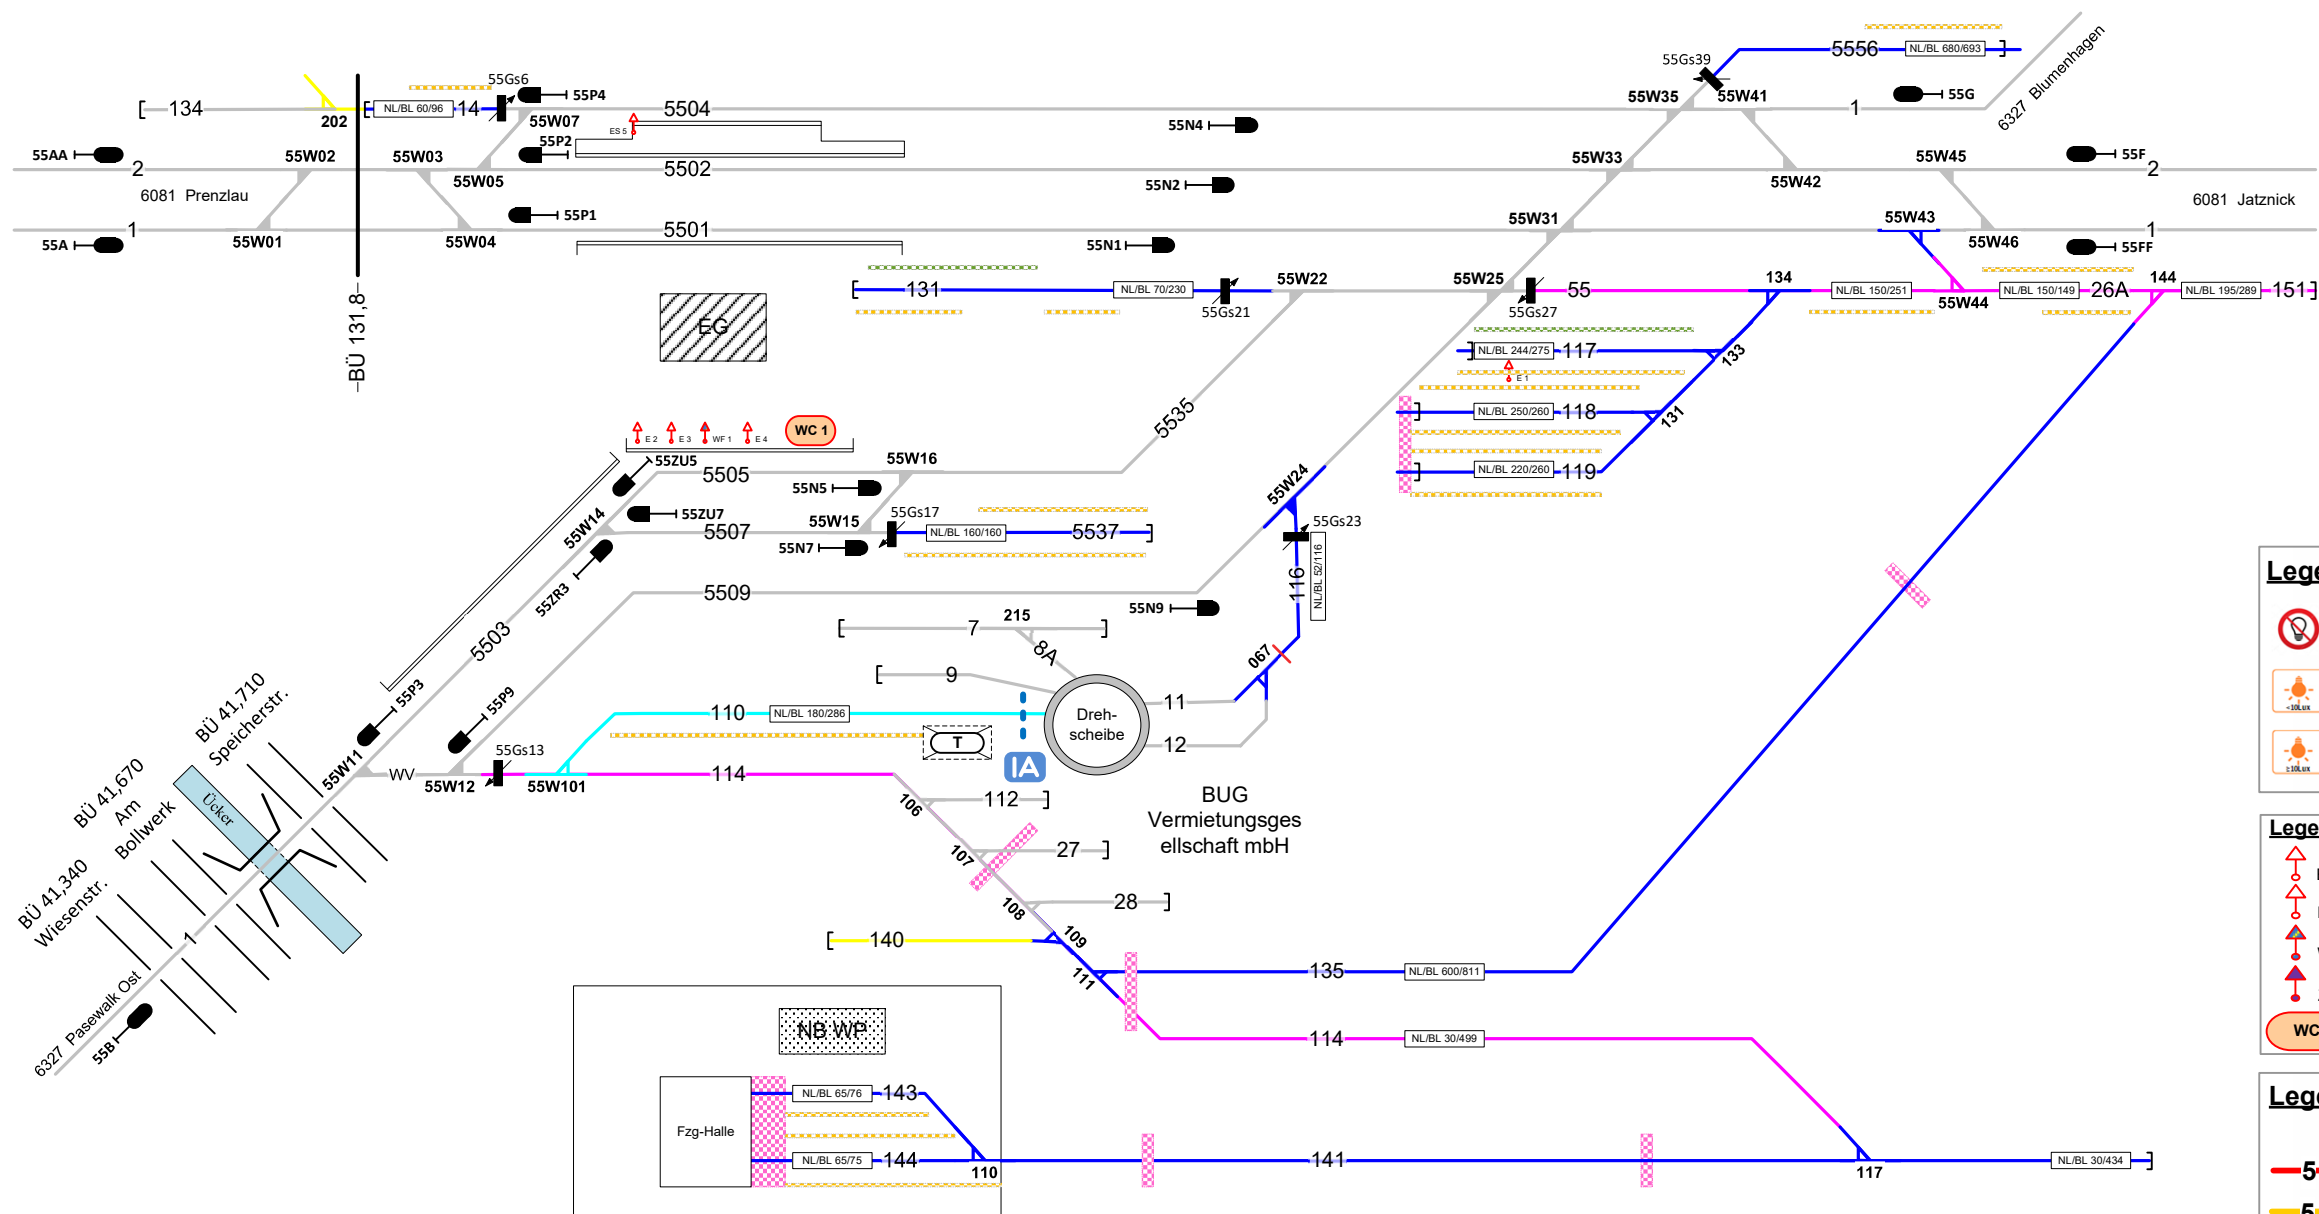 5556
NL/BL 680/693
55Gs39
6327 Blumenhagen
55Gs6
55P4
134
202
NL/BL 60/96
14
55W07
5504
ES 5
55N4
55W35
55W41
1
55G
55AA
55W02
55W03
55P2
55W33
55W45
55F
2
55W05
5502
55N2
55W42
2
6081 Prenzlau
6081 Jatznick
55P1
55W31
55W43
1
55A
55W01
55W04
5501
55N1
55W46
1
55FF
BÜ 131,8
131
NL/BL 70/230
55Gs21
55W22
55W25
55Gs27
55
134
NL/BL 150/251
55W44
NL/BL 150/149
26A
144
NL/BL 195/289
151
EG
NL/BL 244/275
117
133
E 1
NL/BL 250/260
118
131
NL/BL 220/260
119
E 2
E 3
WF 1
E 4
WC 1
5535
55ZU5
5505
55W16
55N5
55W24
55ZU7
55W14
5507
55W15
55Gs17
55N7
NL/BL 160/160
5537
55Gs23
116
NL/BL 52/116
55ZR3
5509
55N9
5503
7
215
8A
067
9
11
Dreh-
scheibe
12
110
NL/BL 180/286
T
IA
55P3
55P9
55W11
WV
55W12
55Gs13
55W101
114
BÜ 41,710
Speicherstr.
BÜ 41,670
Am
Bollwerk
Ücker
BÜ 41,340
Wiesenstr.
1
6327 Pasewalk Ost
55B
106
112
107
27
108
28
BUG
Vermietungsges
ellschaft mbH
140
109
111
135
NL/BL 600/811
114
NL/BL 30/499
NB WP
Fzg-Halle
NL/BL 65/76
143
NL/BL 65/75
144
110
141
117
NL/BL 30/434
Lege
<10Lux
≥10Lux
Lege
WC
Lege
5
5